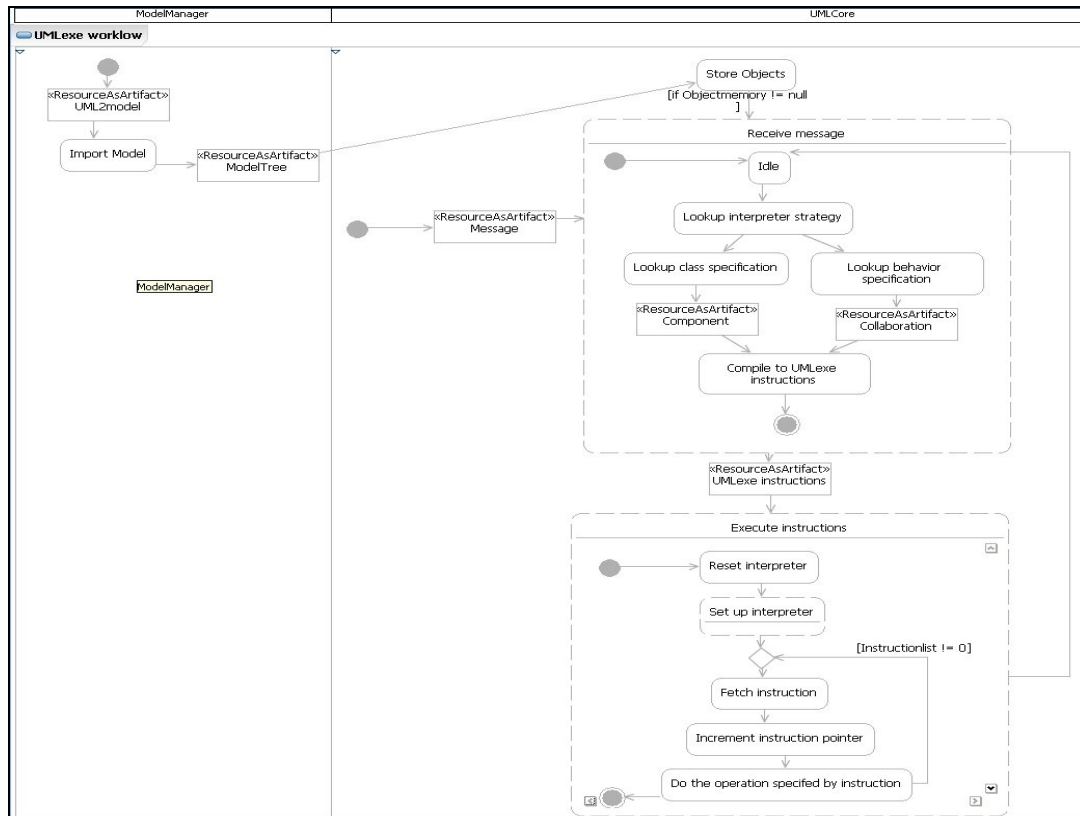 ModelManager
UMLCore
UMLexe worklow
«ResourceAsArtifact»
UML2model
Import Model
«ResourceAsArtifact»
ModelTree
ModelManager
Store Objects
[if Objectmemory != null
]
Receive message
Idle
«ResourceAsArtifact»
Message
Lookup interpreter strategy
Lookup class specification
Lookup behavior
specification
«ResourceAsArtifact»
Component
«ResourceAsArtifact»
Collaboration
Compile to UMLexe
instructions
«ResourceAsArtifact»
UMLexe instructions
Execute instructions
Reset interpreter
Set up interpreter
[Instructionlist != 0]
Fetch instruction
Increment instruction pointer
Do the operation specifed by instruction